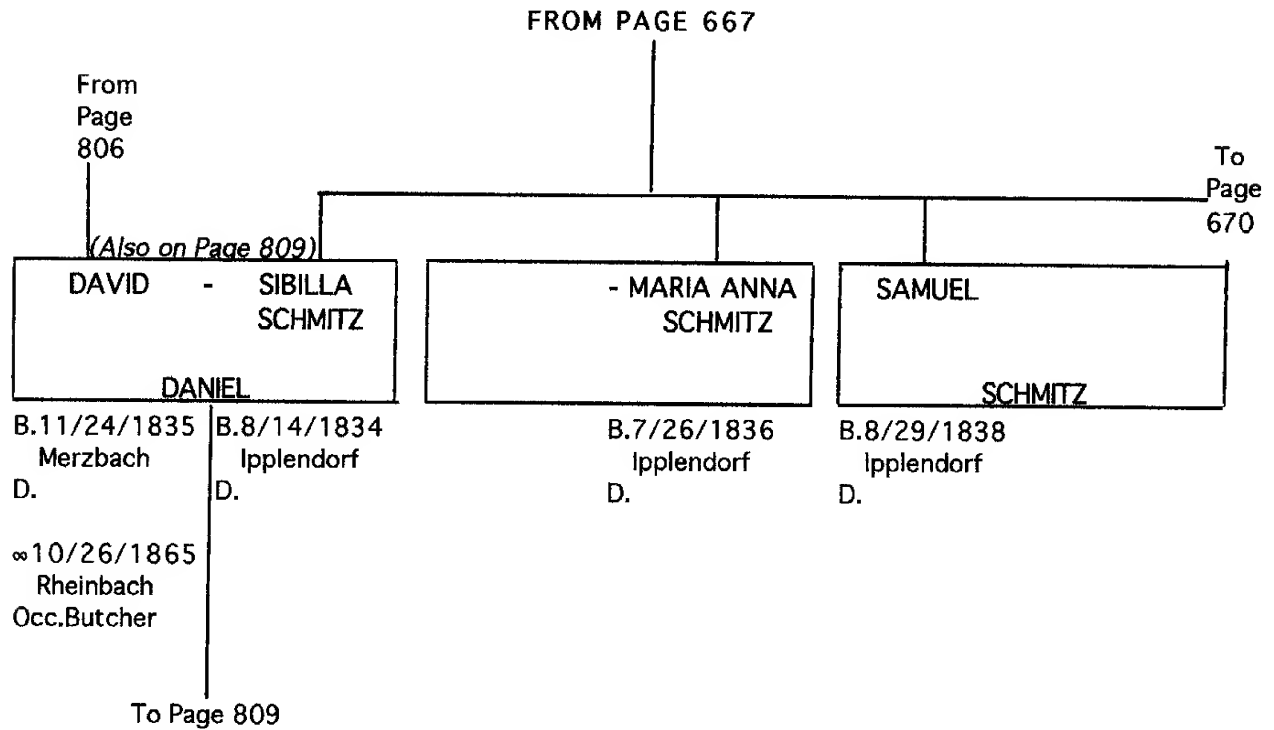 FROM PAGE 667
From
Page
806
To
Page
670
(Also on Page 809)
DAVID - SIBILLA
SCHMITZ
DANIEL
- MARIA ANNA
SCHMITZ
SAMUEL
SCHMITZ
B.11/24/1835
Merzbach
D.
B.8/14/1834
Ipplendorf
D.
B.7/26/1836
Ipplendorf
D.
B.8/29/1838
Ipplendorf
D.
∞10/26/1865
Rheinbach
Occ.Butcher
To Page 809